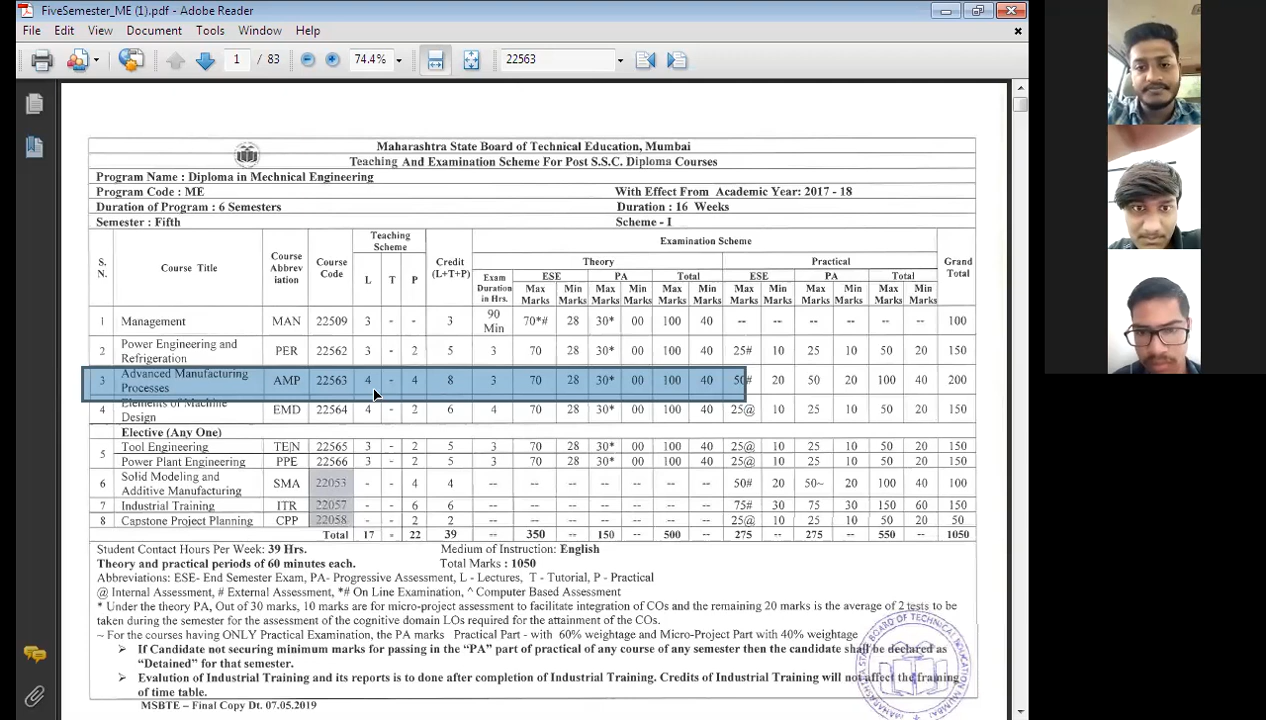 FiveSemester_ME (1).pdf - Adobe Reader
File Edit View Document Tools Window Help
1 / 83 74.4% 22563
Maharashtra State Board of Technical Education, Mumbai
Teaching And Examination Scheme For Post S.S.C. Diploma Courses
Program Name : Diploma in Mechnical Engineering
Program Code : ME With Effect From Academic Year: 2017 - 18
Duration of Program : 6 Semesters Duration : 16 Weeks
Semester : Fifth Scheme - I
S. N. Course Title Course Abbrev iation Course Code Teaching Scheme Credit (L+T+P) Examination Scheme Grand Total
L T P Exam Duration in Hrs. Theory Practical
ESE PA Total ESE PA Total
Max Marks Min Marks Max Marks Min Marks Max Marks Min Marks Max Marks Min Marks Max Marks Min Marks Max Marks Min Marks
1 Management MAN 22509 3 - - 3 90 Min 70*# 28 30* 00 100 40 -- -- -- -- -- -- 100
2 Power Engineering and Refrigeration PER 22562 3 - 2 5 3 70 28 30* 00 100 40 25# 10 25 10 50 20 150
3 Advanced Manufacturing Processes AMP 22563 4 - 4 8 3 70 28 30* 00 100 40 50# 20 50 20 100 40 200
4 Elements of Machine Design EMD 22564 4 - 2 6 4 70 28 30* 00 100 40 25@ 10 25 10 50 20 150
Elective (Any One)
5 Tool Engineering TEN 22565 3 - 2 5 3 70 28 30* 00 100 40 25@ 10 25 10 50 20 150
Power Plant Engineering PPE 22566 3 - 2 5 3 70 28 30* 00 100 40 25@ 10 25 10 50 20 150
6 Solid Modeling and Additive Manufacturing SMA 22053 - - 4 4 -- -- -- -- -- -- -- 50# 20 50~ 20 100 40 100
7 Industrial Training ITR 22057 - - 6 6 -- -- -- -- -- -- -- 75# 30 75 30 150 60 150
8 Capstone Project Planning CPP 22058 - - 2 2 -- -- -- -- -- -- -- 25@ 10 25 10 50 20 50
Total 17 - 22 39 -- 350 -- 150 -- 500 -- 275 -- 275 -- 550 -- 1050
Student Contact Hours Per Week: 39 Hrs. Medium of Instruction: English
Theory and practical periods of 60 minutes each. Total Marks : 1050
Abbreviations: ESE- End Semester Exam, PA- Progressive Assessment, L - Lectures, T - Tutorial, P - Practical
@ Internal Assessment, # External Assessment, *# On Line Examination, ^ Computer Based Assessment
* Under the theory PA, Out of 30 marks, 10 marks are for micro-project assessment to facilitate integration of COs and the remaining 20 marks is the average of 2 tests to be
taken during the semester for the assessment of the cognitive domain LOs required for the attainment of the COs.
~ For the courses having ONLY Practical Examination, the PA marks Practical Part - with 60% weightage and Micro-Project Part with 40% weightage
➢ If Candidate not securing minimum marks for passing in the “PA” part of practical of any course of any semester then the candidate shall be declared as
“Detained” for that semester.
➢ Evalution of Industrial Training and its reports is to done after completion of Industrial Training. Credits of Industrial Training will not affect the framing
of time table.
MSBTE – Final Copy Dt. 07.05.2019